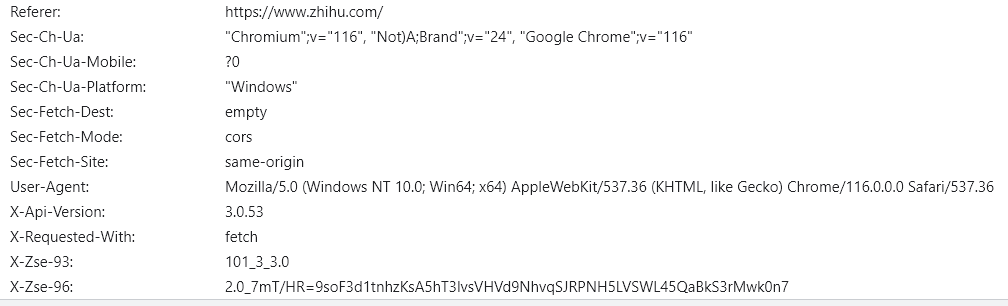 Referer: https://www.zhihu.com/
Sec-Ch-Ua: "Chromium";v="116", "Not)A;Brand";v="24", "Google Chrome";v="116"
Sec-Ch-Ua-Mobile: ?0
Sec-Ch-Ua-Platform: "Windows"
Sec-Fetch-Dest: empty
Sec-Fetch-Mode: cors
Sec-Fetch-Site: same-origin
User-Agent: Mozilla/5.0 (Windows NT 10.0; Win64; x64) AppleWebKit/537.36 (KHTML, like Gecko) Chrome/116.0.0.0 Safari/537.36
X-Api-Version: 3.0.53
X-Requested-With: fetch
X-Zse-93: 101_3_3.0
X-Zse-96: 2.0_7mT/HR=9soF3d1tnhzKsA5hT3lvsVHVd9NhvqSJRPNH5LVSWL45QaBkS3rMwk0n7